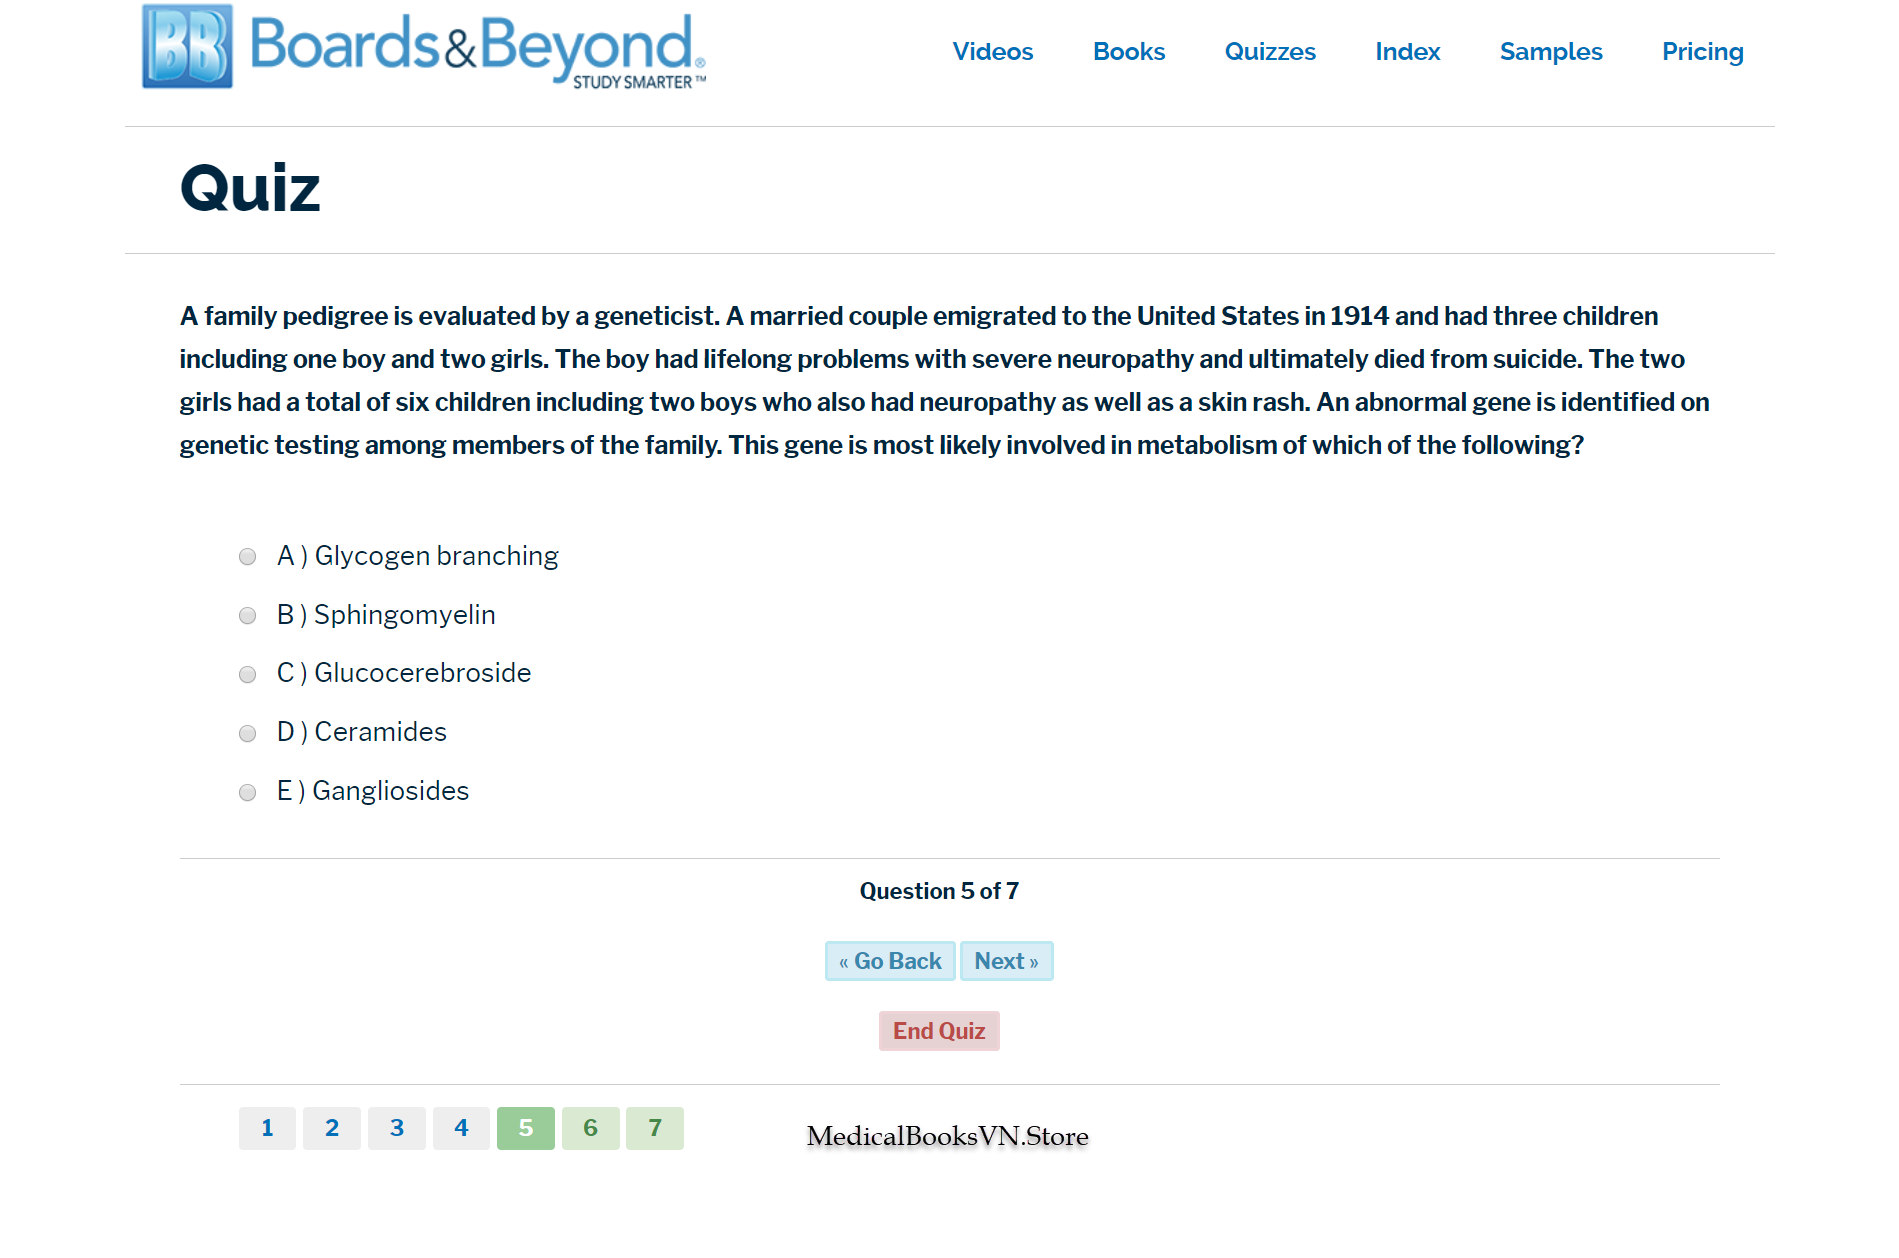 BB Boards&Beyond®
STUDY SMARTER™
Videos Books Quizzes Index Samples Pricing
Quiz
A family pedigree is evaluated by a geneticist. A married couple emigrated to the United States in 1914 and had three children
including one boy and two girls. The boy had lifelong problems with severe neuropathy and ultimately died from suicide. The two
girls had a total of six children including two boys who also had neuropathy as well as a skin rash. An abnormal gene is identified on
genetic testing among members of the family. This gene is most likely involved in metabolism of which of the following?
A ) Glycogen branching
B ) Sphingomyelin
C ) Glucocerebroside
D ) Ceramides
E ) Gangliosides
Question 5 of 7
« Go Back Next »
End Quiz
1 2 3 4 5 6 7
MedicalBooksVN.Store